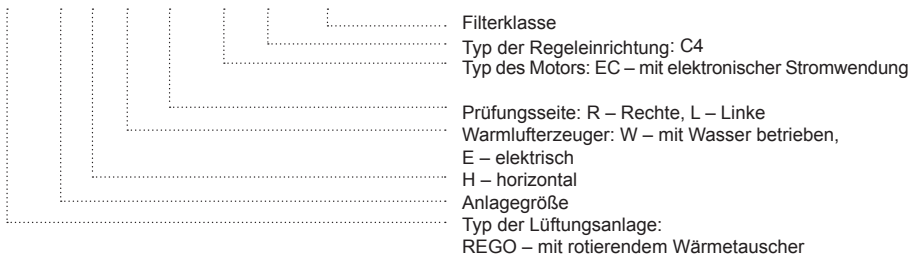 Filterklasse
Typ der Regeleinrichtung: C4
Typ des Motors: EC – mit elektronischer Stromwendung
Prüfungsseite: R – Rechte, L – Linke
Warmlufterzeuger: W – mit Wasser betrieben,
E – elektrisch
H – horizontal
Anlagegröße
Typ der Lüftungsanlage:
REGO – mit rotierendem Wärmetauscher